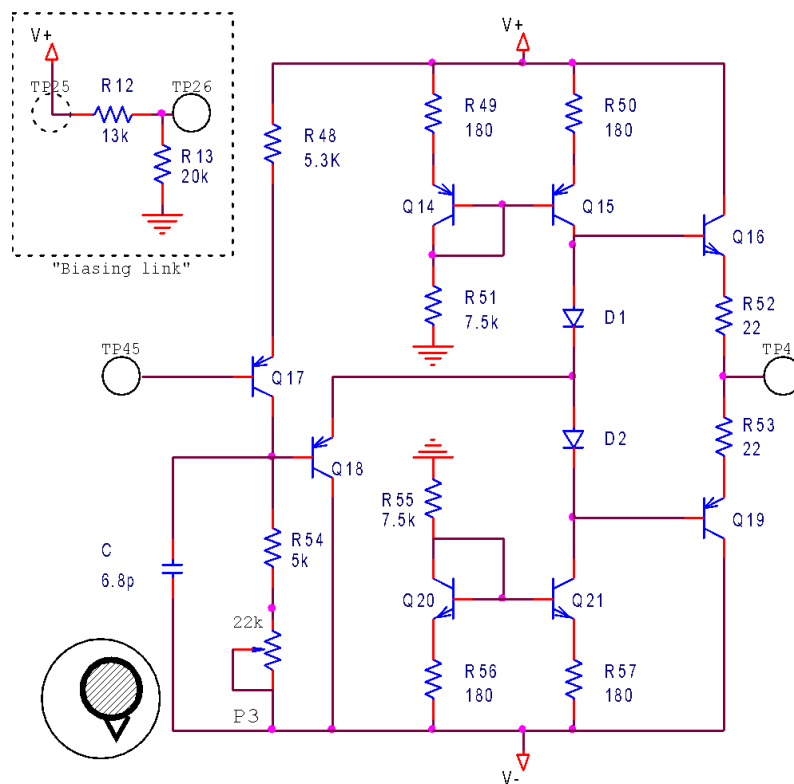 V+
V+
TP25
R12
TP26
13k
R13
20k
"Biasing link"
R48
5.3K
R49
180
R50
180
Q14
Q15
Q16
R51
7.5k
D1
R52
22
TP45
Q17
TP4
Q18
D2
R53
22
R55
7.5k
Q19
C
6.8p
R54
5k
Q20
Q21
22k
R56
180
R57
180
P3
V-